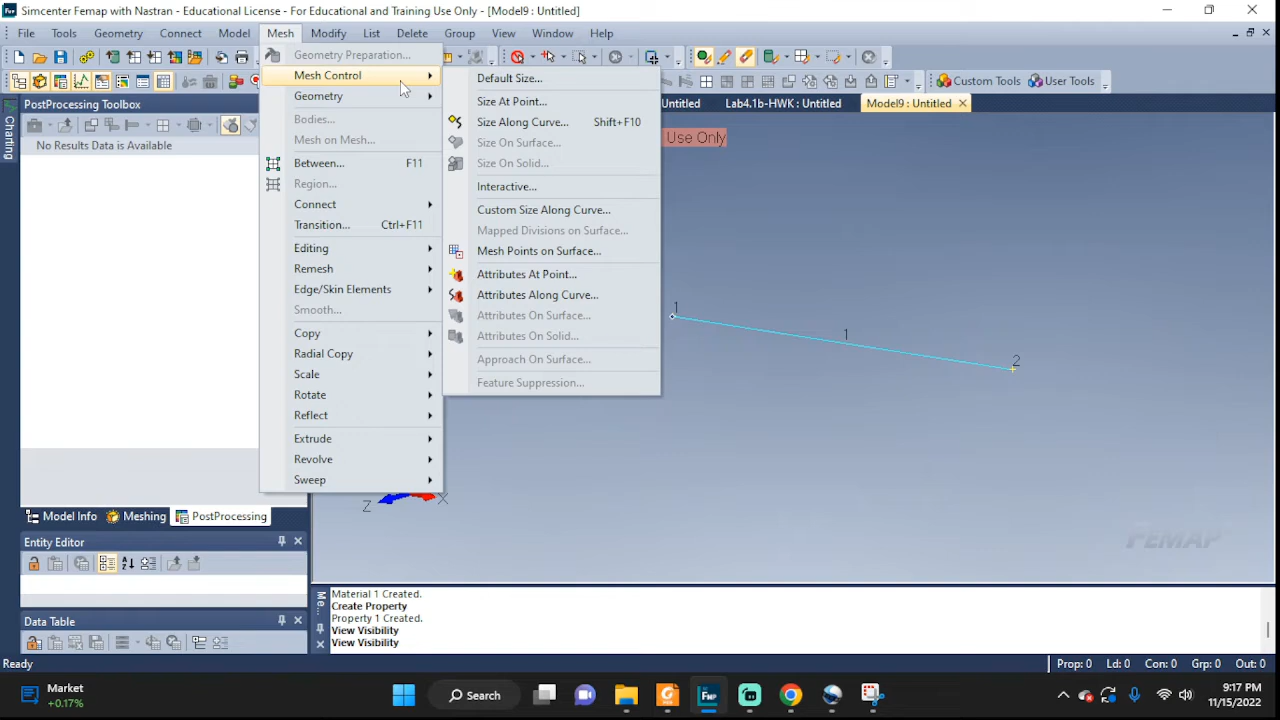 Simcenter Femap with Nastran - Educational License - For Educational and Training Use Only - [Model9 : Untitled]
File Tools Geometry Connect Model Mesh Modify List Delete Group View Window Help
Geometry Preparation...
Mesh Control
Geometry
Bodies...
Mesh on Mesh...
Between... F11
Region...
Connect
Transition... Ctrl+F11
Editing
Remesh
Edge/Skin Elements
Smooth...
Copy
Radial Copy
Scale
Rotate
Reflect
Extrude
Revolve
Sweep
Default Size...
Size At Point...
Size Along Curve... Shift+F10
Size On Surface...
Size On Solid...
Interactive...
Custom Size Along Curve...
Mapped Divisions on Surface...
Mesh Points on Surface...
Attributes At Point...
Attributes Along Curve...
Attributes On Surface...
Attributes On Solid...
Approach On Surface...
Feature Suppression...
Custom Tools User Tools
PostProcessing Toolbox
Untitled Lab4.1b-HWK : Untitled Model9 : Untitled
Charting
No Results Data is Available
Use Only
1
1
2
Z
X
FEMAP
Model Info Meshing PostProcessing
Entity Editor
Data Table
Me...
Material 1 Created.
Create Property
Property 1 Created.
View Visibility
View Visibility
Ready
Prop: 0 Ld: 0 Con: 0 Grp: 0 Out: 0
Market
+0.17%
Search
9:17 PM
11/15/2022